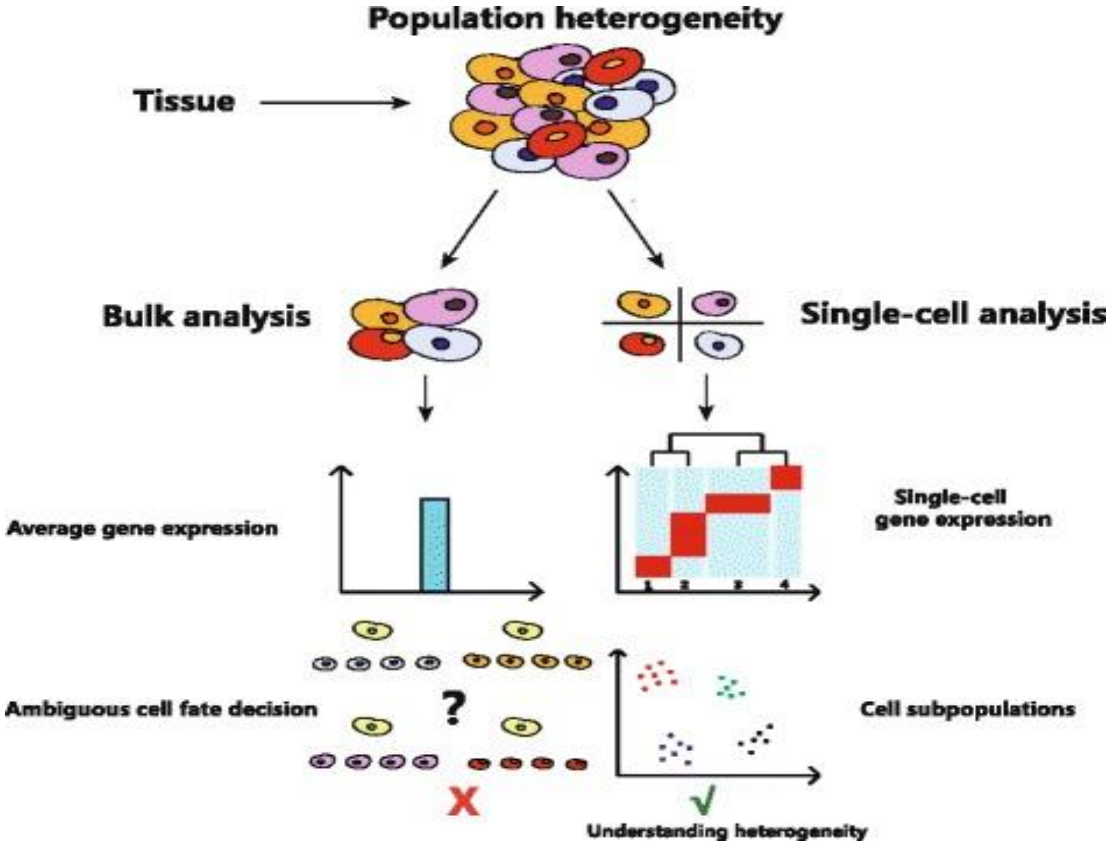 Population heterogeneity
Tissue
Bulk analysis
Single-cell analysis
Average gene expression
1 2 3 4
Single-cell
gene expression
Ambiguous cell fate decision
?
Cell subpopulations
X
√
Understanding heterogeneity